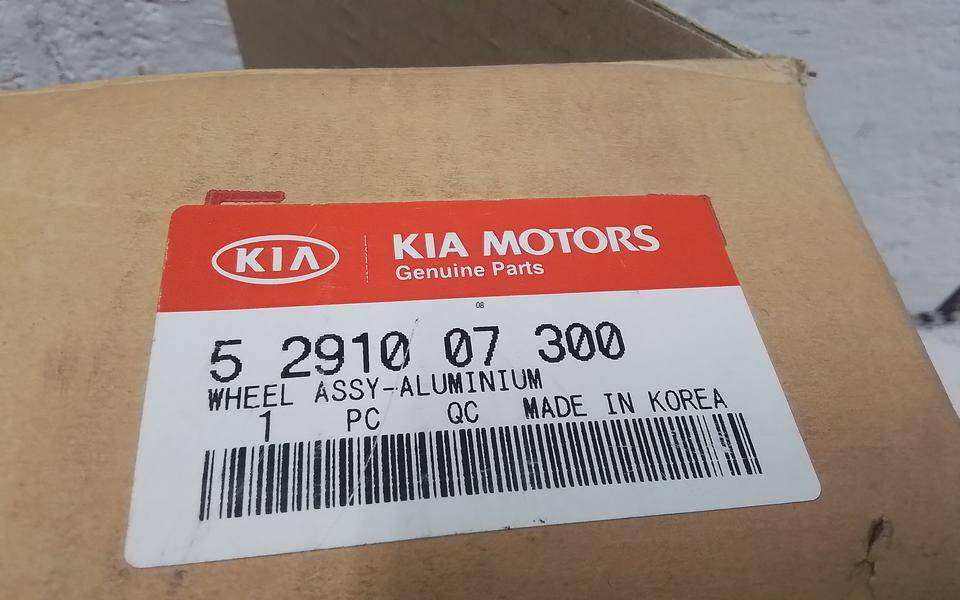 KIA
KIA MOTORS
Genuine Parts
08
5 2910 07 300
WHEEL ASSY-ALUMINIUM
1 PC QC MADE IN KOREA